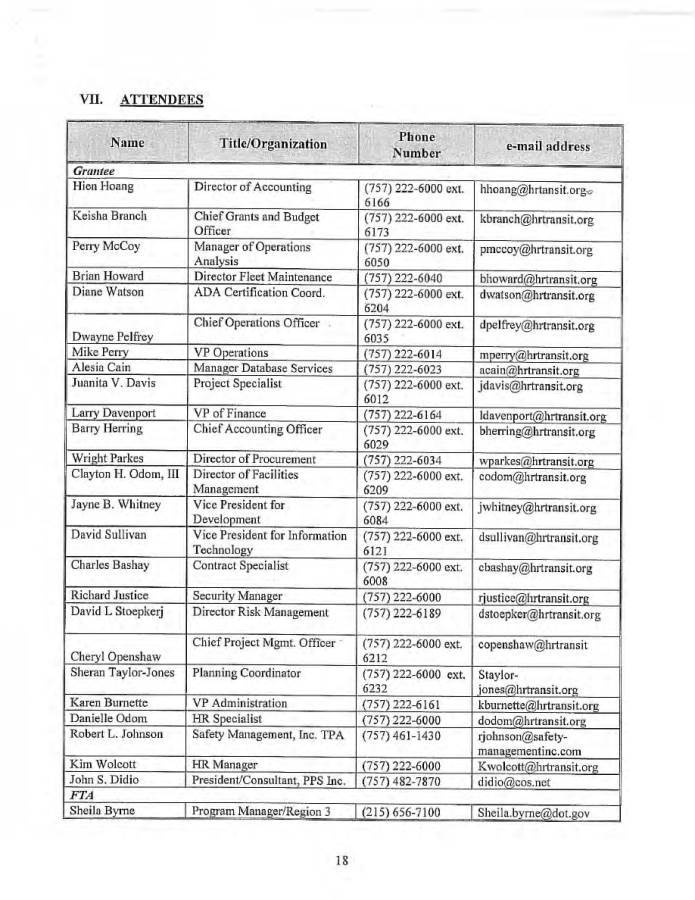 VII. ATTENDEES
Name Title/Organization Phone Number e-mail address
Grantee
Hion Hoang Director of Accounting (757) 222-6000 ext. 6166 hhoang@hrtansit.org
Keisha Branch Chief Grants and Budget Officer (757) 222-6000 ext. 6173 kbranch@hrtransit.org
Perry McCoy Manager of Operations Analysis (757) 222-6000 ext. 6050 pmccoy@hrtransit.org
Brian Howard Director Fleet Maintenance (757) 222-6040 bhoward@hrtransit.org
Diane Watson ADA Certification Coord. (757) 222-6000 ext. 6204 dwatson@hrtransit.org
Dwayne Pelfrey Chief Operations Officer (757) 222-6000 ext. 6035 dpelfrey@hrtransit.org
Mike Perry VP Operations (757) 222-6014 mperry@hrtransit.org
Alesia Cain Manager Database Services (757) 222-6023 acain@hrtransit.org
Juanita V. Davis Project Specialist (757) 222-6000 ext. 6012 jdavis@hrtransit.org
Larry Davenport VP of Finance (757) 222-6164 ldavenport@hrtransit.org
Barry Herring Chief Accounting Officer (757) 222-6000 ext. 6029 bherring@hrtransit.org
Wright Parkes Director of Procurement (757) 222-6034 wparkes@hrtransit.org
Clayton H. Odom, III Director of Facilities Management (757) 222-6000 ext. 6209 codom@hrtransit.org
Jayne B. Whitney Vice President for Development (757) 222-6000 ext. 6084 jwhitney@hrtransit.org
David Sullivan Vice President for Information Technology (757) 222-6000 ext. 6121 dsullivan@hrtransit.org
Charles Bashay Contract Specialist (757) 222-6000 ext. 6008 cbashay@hrtransit.org
Richard Justice Security Manager (757) 222-6000 rjustice@hrtransit.org
David L Stoepkerj Director Risk Management (757) 222-6189 dstoepker@hrtransit.org
Cheryl Openshaw Chief Project Mgmt. Officer (757) 222-6000 ext. 6212 copenshaw@hrtransit
Sheran Taylor-Jones Planning Coordinator (757) 222-6000 ext. 6232 Staylor-jones@hrtransit.org
Karen Burnette VP Administration (757) 222-6161 kburnette@hrtransit.org
Danielle Odom HR Specialist (757) 222-6000 dodom@hrtransit.org
Robert L. Johnson Safety Management, Inc. TPA (757) 461-1430 rjohnson@safety-managementinc.com
Kim Wolcott HR Manager (757) 222-6000 Kwolcott@hrtransit.org
John S. Didio President/Consultant, PPS Inc. (757) 482-7870 didio@cos.net
FTA
Sheila Byrne Program Manager/Region 3 (215) 656-7100 Sheila.byrne@dot.gov
18